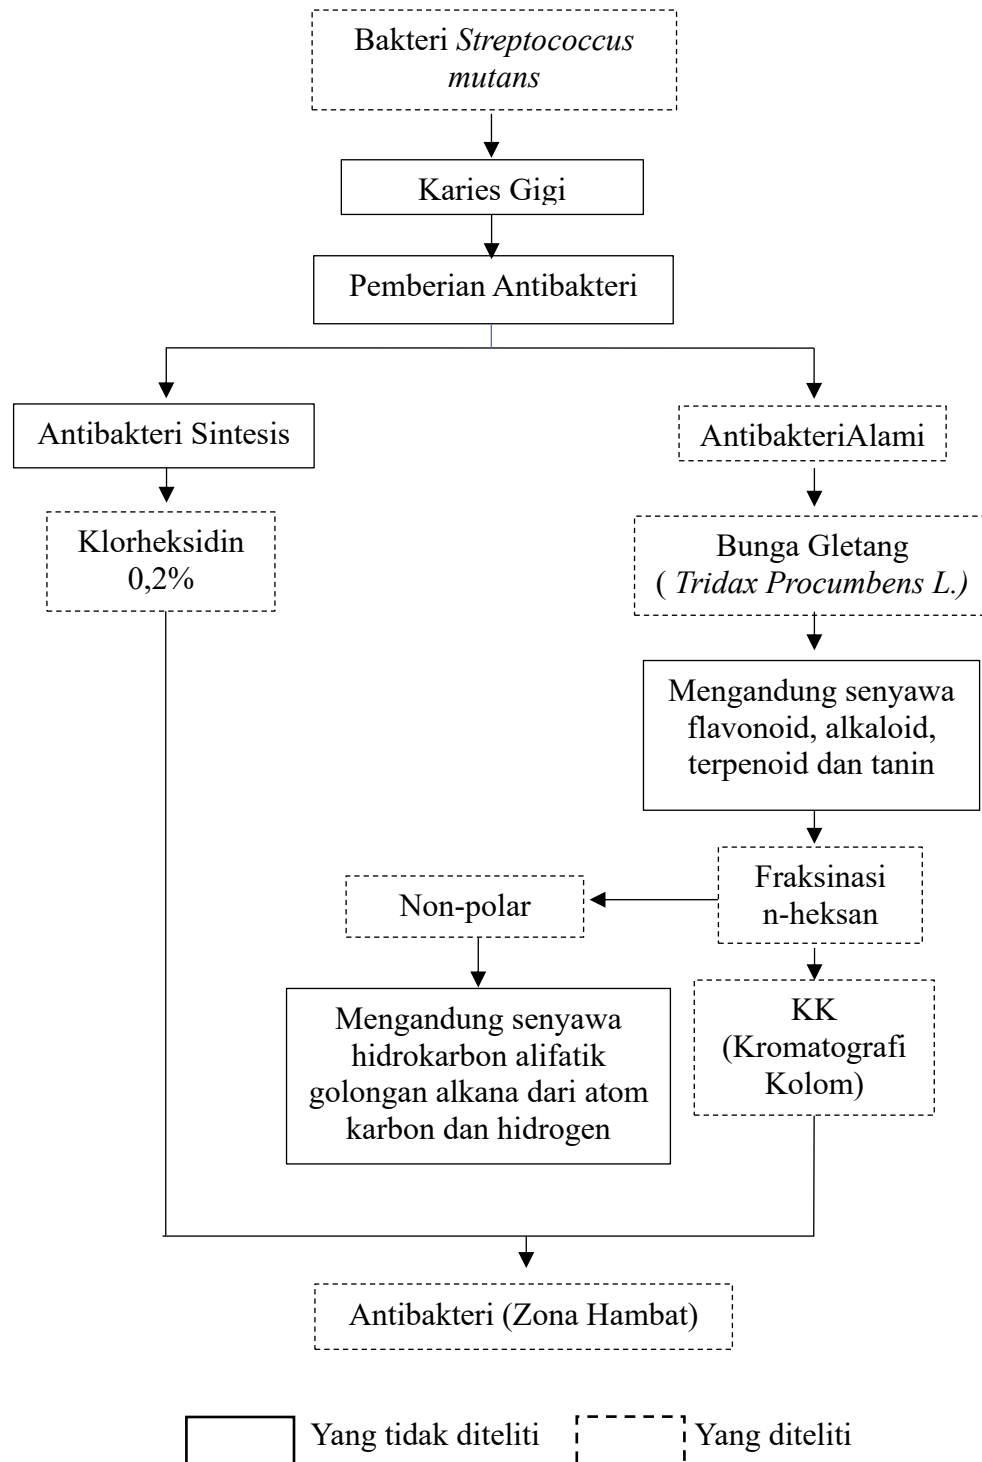 Bakteri Streptococcus
mutans
Karies Gigi
Pemberian Antibakteri
Antibakteri Sintesis
AntibakteriAlami
Klorheksidin
0,2%
Bunga Gletang
( Tridax Procumbens L.)
Mengandung senyawa
flavonoid, alkaloid,
terpenoid dan tanin
Fraksinasi
n-heksan
Non-polar
KK
(Kromatografi
Kolom)
Mengandung senyawa
hidrokarbon alifatik
golongan alkana dari atom
karbon dan hidrogen
Antibakteri (Zona Hambat)
Yang tidak diteliti
Yang diteliti